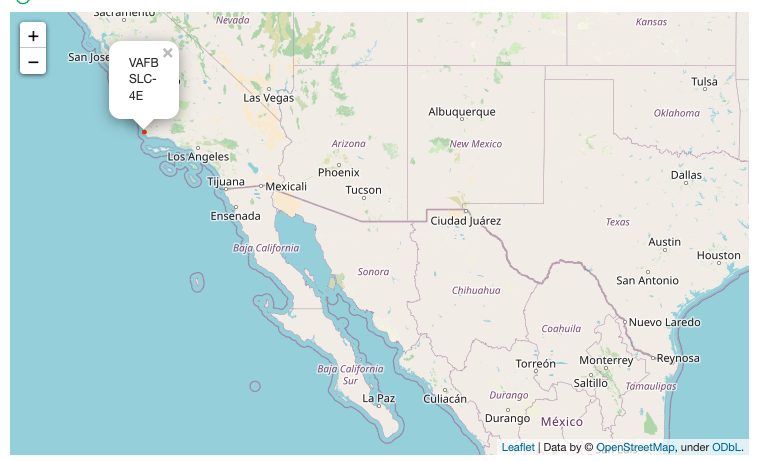 Sacramento
Nevada
Kansas
+
−
San Jose
×
VAFB
SLC-
4E
Las Vegas
Tulsa
Albuquerque
Oklahoma
Arizona
New Mexico
Los Angeles
Phoenix
Dallas
Tijuana
Mexicali
Tucson
Ensenada
Ciudad Juárez
Texas
Baja California
Austin
Houston
Sonora
San Antonio
Chihuahua
Nuevo Laredo
Coahuila
Torreón
Monterrey
Reynosa
Baja California
Sur
Saltillo
Tamaulipas
La Paz
Culiacán
Durango
Durango
México
Leaflet | Data by © OpenStreetMap, under ODbL.